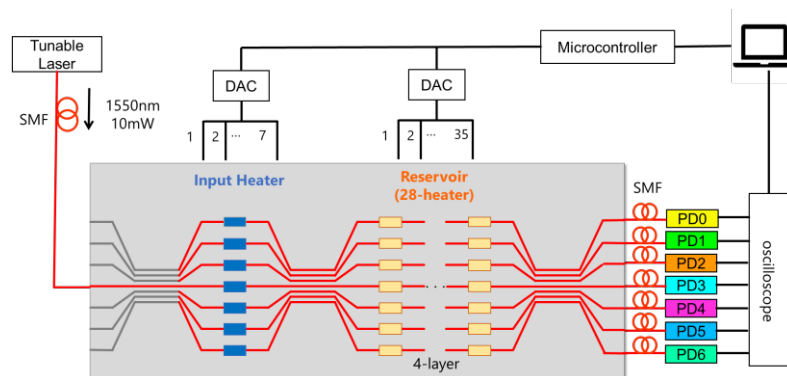 Tunable
Laser
SMF
1550nm
10mW
DAC
DAC
Microcontroller
1 2 ... 7
1 2 ... 35
Input Heater
Reservoir
(28-heater)
SMF
PD0
PD1
PD2
PD3
PD4
PD5
PD6
oscilloscope
...
4-layer